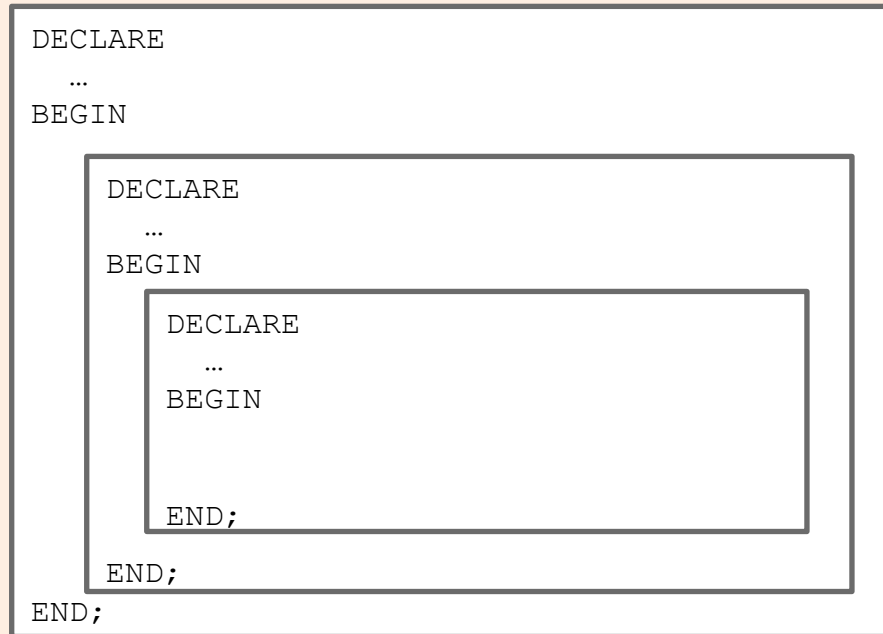 DECLARE
…
BEGIN
DECLARE
…
BEGIN
DECLARE
…
BEGIN
END;
END;
END;